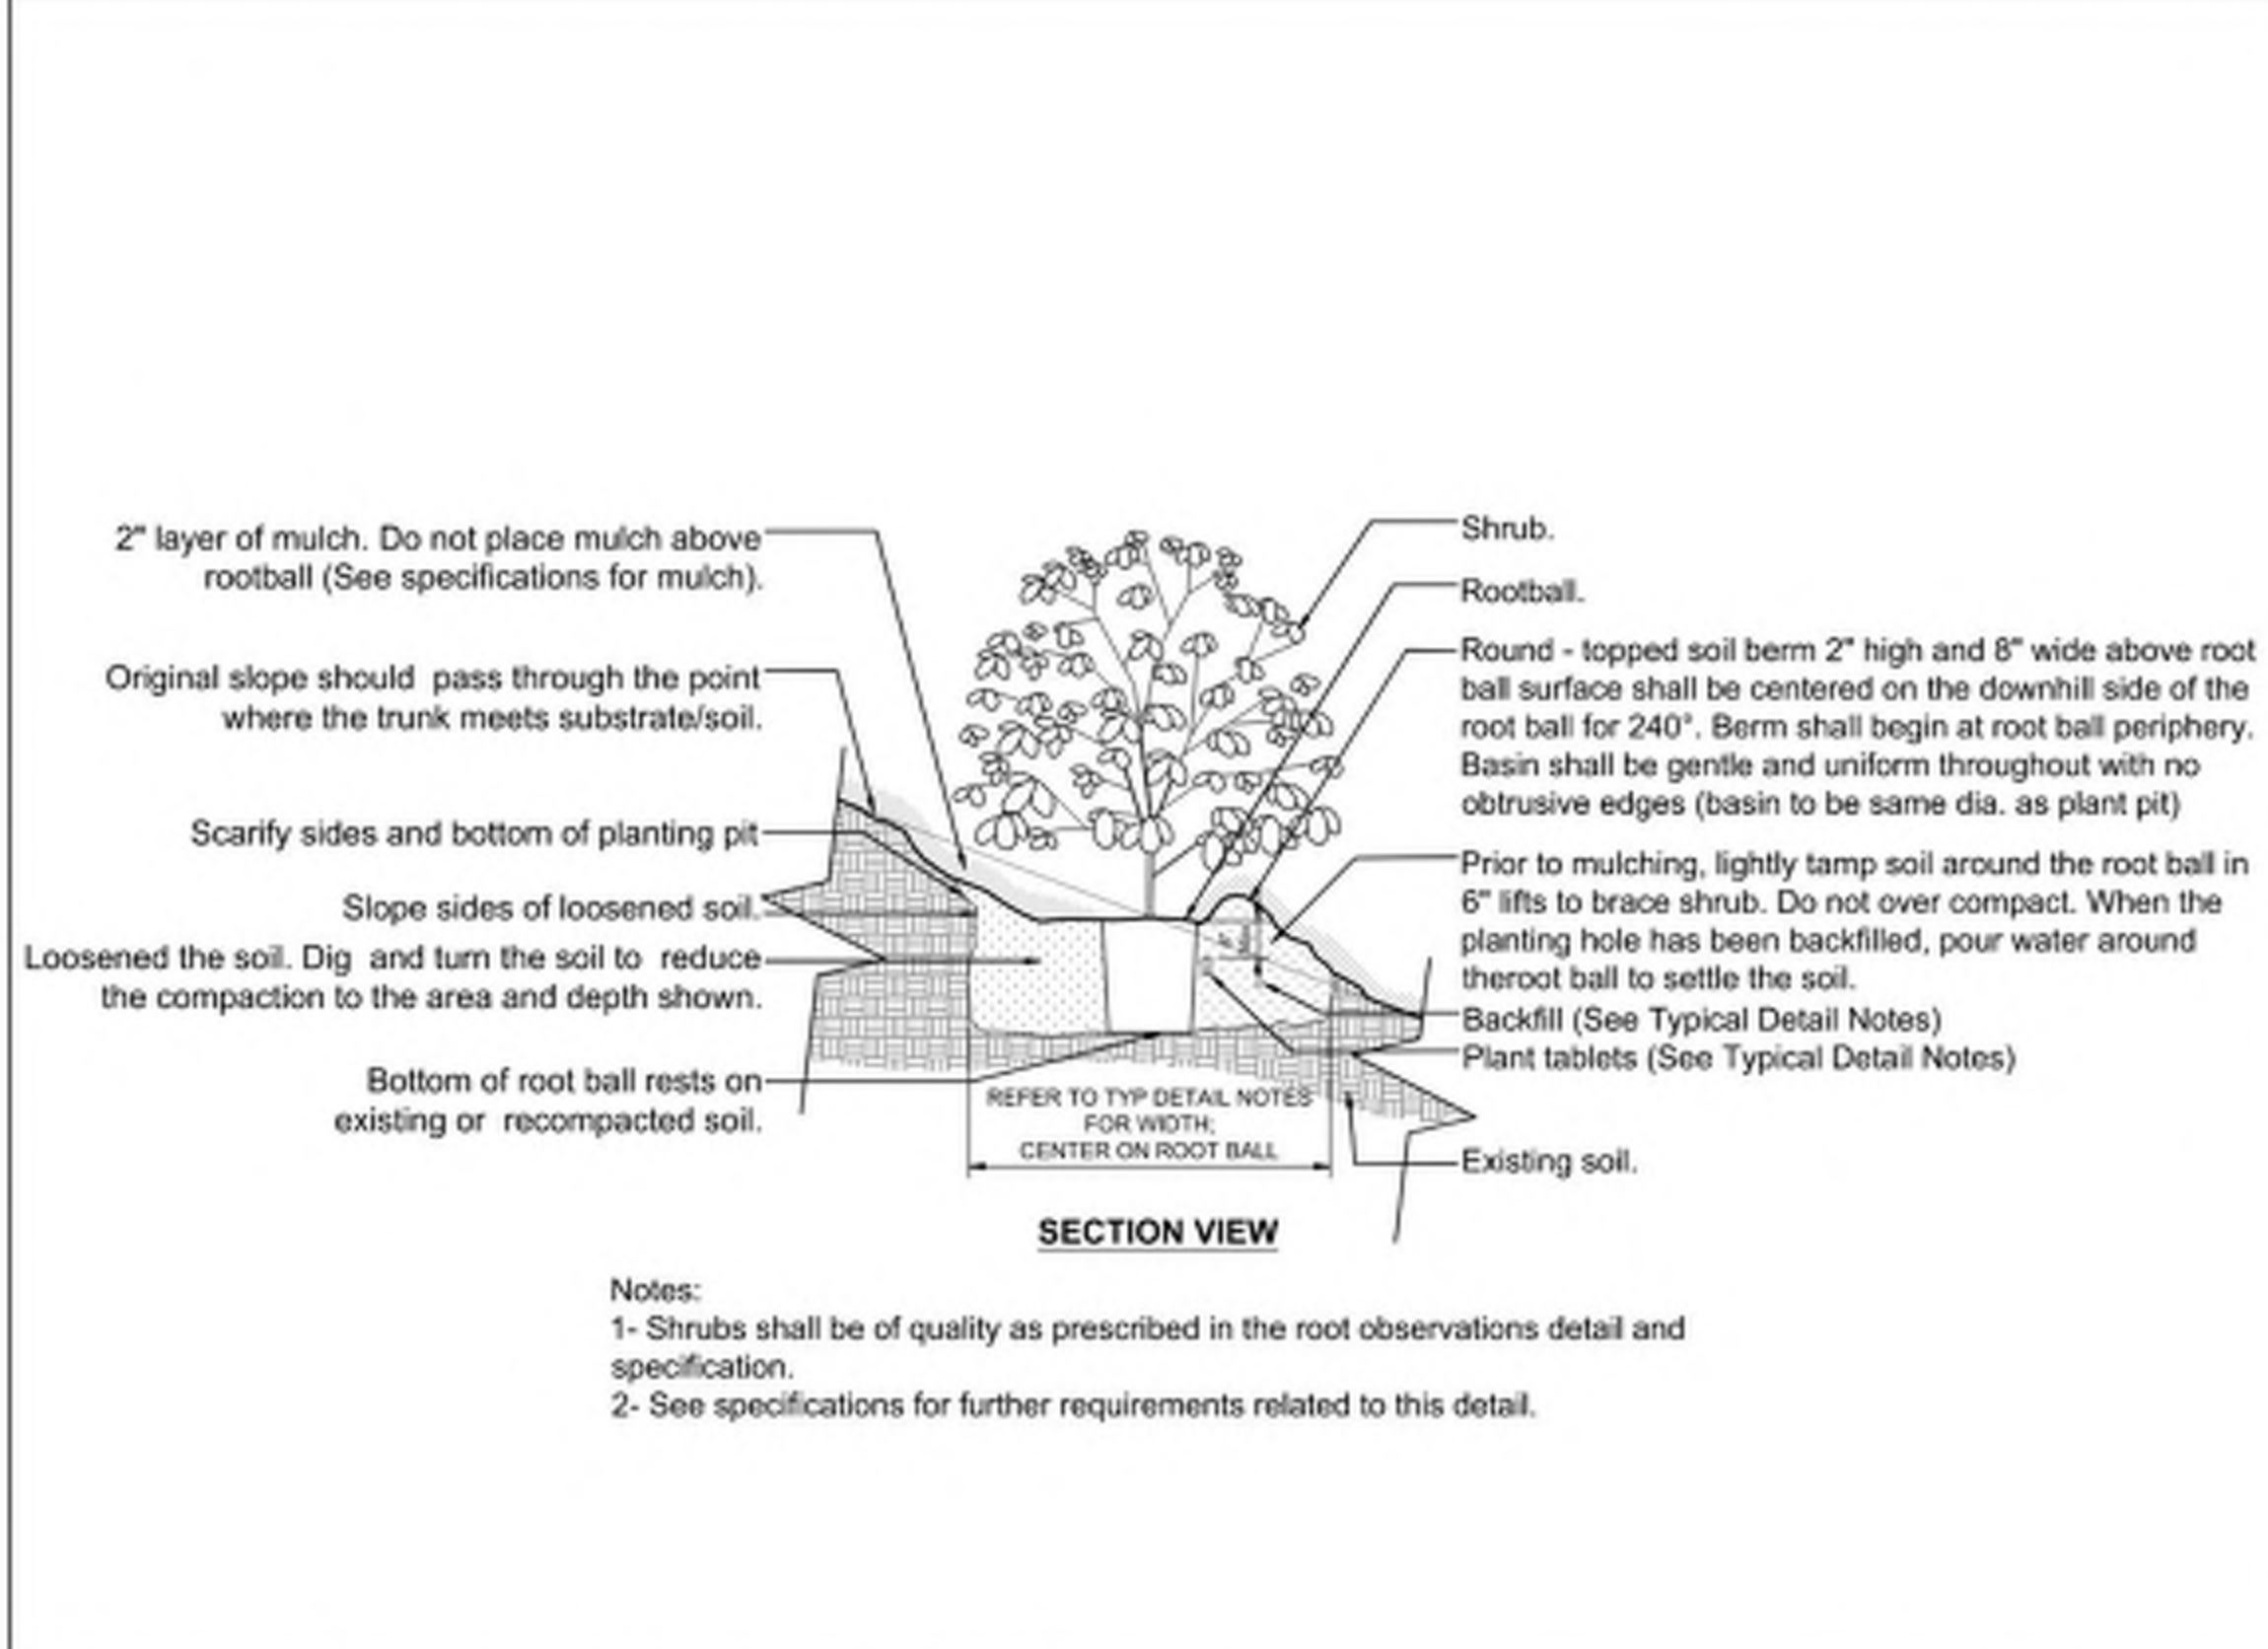 2" layer of mulch. Do not place mulch above
rootball (See specifications for mulch).
Original slope should pass through the point
where the trunk meets substrate/soil.
Scarify sides and bottom of planting pit
Slope sides of loosened soil.
Loosened the soil. Dig and turn the soil to reduce
the compaction to the area and depth shown.
Bottom of root ball rests on
existing or recompacted soil.
Shrub.
Rootball.
Round - topped soil berm 2" high and 8" wide above root
ball surface shall be centered on the downhill side of the
root ball for 240°. Berm shall begin at root ball periphery.
Basin shall be gentle and uniform throughout with no
obtrusive edges (basin to be same dia. as plant pit)
Prior to mulching, lightly tamp soil around the root ball in
6" lifts to brace shrub. Do not over compact. When the
planting hole has been backfilled, pour water around
theroot ball to settle the soil.
Backfill (See Typical Detail Notes)
Plant tablets (See Typical Detail Notes)
Existing soil.
REFER TO TYP DETAIL NOTES
FOR WIDTH;
CENTER ON ROOT BALL
SECTION VIEW
Notes:
1- Shrubs shall be of quality as prescribed in the root observations detail and
specification.
2- See specifications for further requirements related to this detail.